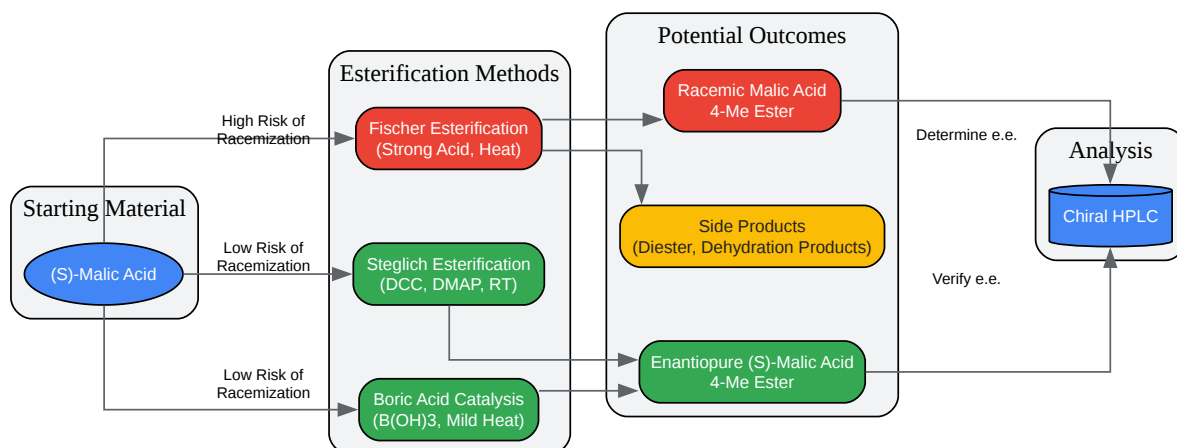 Potential Outcomes
Esterification Methods
Racemic Malic Acid
4-Me Ester
High Risk of
Racemization
Fischer Esterification
(Strong Acid, Heat)
Determine e.e.
Analysis
Chiral HPLC
Starting Material
(S)-Malic Acid
Low Risk of
Racemization
Steglich Esterification
(DCC, DMAP, RT)
Side Products
(Diester, Dehydration Products)
Verify e.e.
Enantiopure (S)-Malic Acid
4-Me Ester
Low Risk of
Racemization
Boric Acid Catalysis
(B(OH)3, Mild Heat)